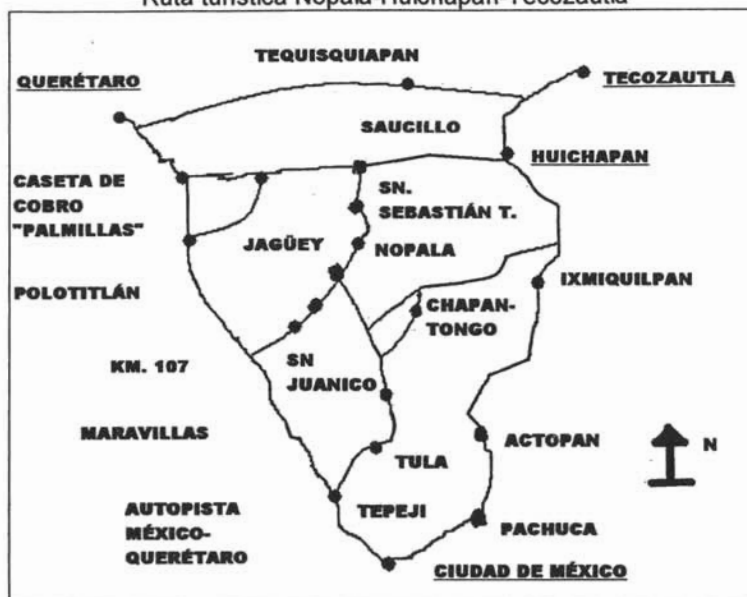 Ruta turística Nopala-Huichapan-Tecozautla
TEQUISQUIAPAN
QUERÉTARO
TECOZAUTLA
SAUCILLO
HUICHAPAN
CASETA DE
COBRO
"PALMILLAS"
SN.
SEBASTIÁN T.
JAGÜEY
NOPALA
POLOTITLÁN
IXMIQUILPAN
CHAPAN-
TONGO
KM. 107
SN
JUANICO
MARAVILLAS
ACTOPAN
N
TULA
AUTOPISTA
MÉXICO-
QUERÉTARO
TEPEJI
PACHUCA
CIUDAD DE MÉXICO